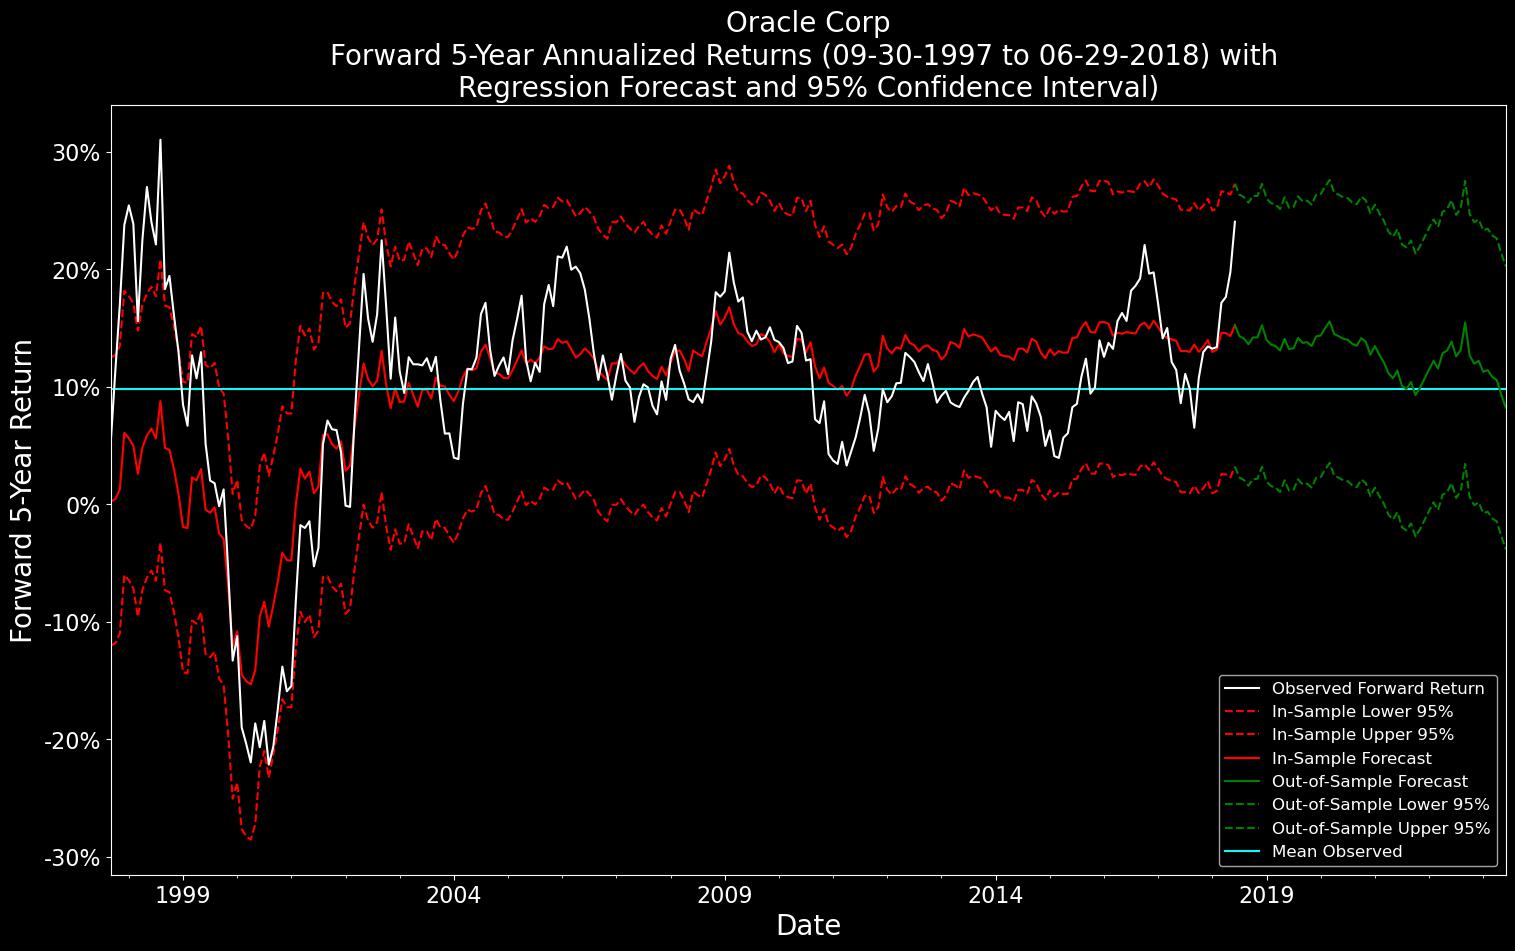 Oracle Corp
Forward 5-Year Annualized Returns (09-30-1997 to 06-29-2018) with
Regression Forecast and 95% Confidence Interval)
Forward 5-Year Return
30%
20%
10%
0%
-10%
-20%
-30%
1999
2004
2009
2014
2019
Date
Observed Forward Return
In-Sample Lower 95%
In-Sample Upper 95%
In-Sample Forecast
Out-of-Sample Forecast
Out-of-Sample Lower 95%
Out-of-Sample Upper 95%
Mean Observed